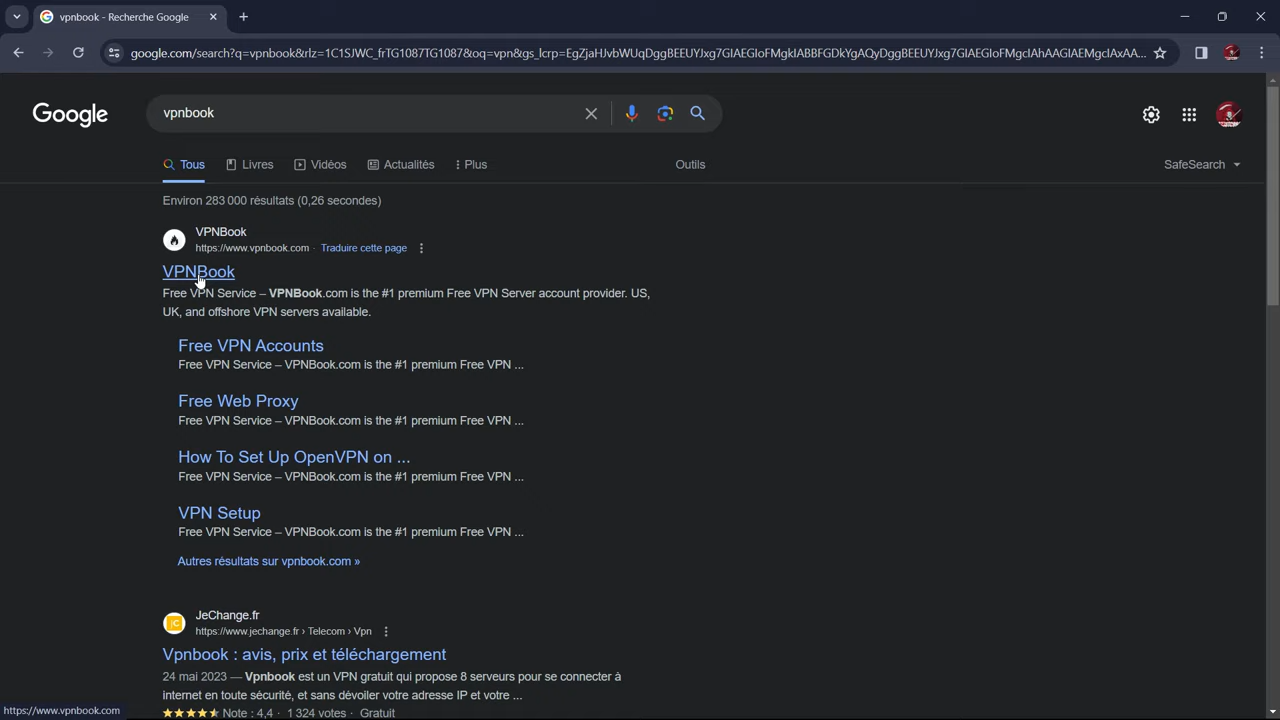 vpnbook - Recherche Google
google.com/search?q=vpnbook&rlz=1C1SJWC_frTG1087TG1087&oq=vpn&gs_lcrp=EgZjaHJvbWUqDggBEEUYJxg7GIAEGIoFMgkIABBFGDkYgAQyDggBEEUYJxg7GIAEGIoFMgcIAhAAGIAEMgcIAxAA...
Google
vpnbook
Tous
Livres
Vidéos
Actualités
Plus
Outils
SafeSearch
Environ 283 000 résultats (0,26 secondes)
VPNBook
https://www.vpnbook.com · Traduire cette page
VPNBook
Free VPN Service – VPNBook.com is the #1 premium Free VPN Server account provider. US,
UK, and offshore VPN servers available.
Free VPN Accounts
Free VPN Service – VPNBook.com is the #1 premium Free VPN ...
Free Web Proxy
Free VPN Service – VPNBook.com is the #1 premium Free VPN ...
How To Set Up OpenVPN on ...
Free VPN Service – VPNBook.com is the #1 premium Free VPN ...
VPN Setup
Free VPN Service – VPNBook.com is the #1 premium Free VPN ...
Autres résultats sur vpnbook.com »
JC
JeChange.fr
https://www.jechange.fr › Telecom › Vpn
Vpnbook : avis, prix et téléchargement
24 mai 2023 — Vpnbook est un VPN gratuit qui propose 8 serveurs pour se connecter à
internet en toute sécurité, et sans dévoiler votre adresse IP et votre ...
Note : 4,4 · 1 324 votes · Gratuit
https://www.vpnbook.com